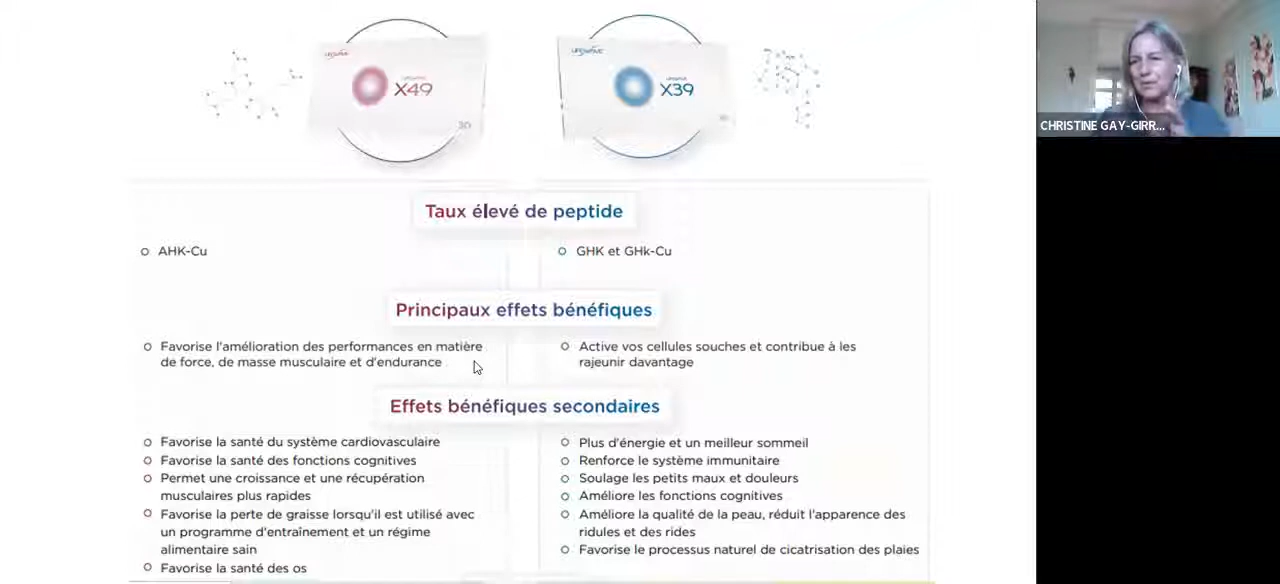 LIFEWAVE
X49
30
LIFEWAVE
LIFEWAVE
X39
CHRISTINE GAY-GIRR...
Taux élevé de peptide
AHK-Cu
GHK et GHk-Cu
Principaux effets bénéfiques
Favorise l'amélioration des performances en matière
de force, de masse musculaire et d'endurance
Active vos cellules souches et contribue à les
rajeunir davantage
Effets bénéfiques secondaires
Favorise la santé du système cardiovasculaire
Favorise la santé des fonctions cognitives
Permet une croissance et une récupération
musculaires plus rapides
Favorise la perte de graisse lorsqu'il est utilisé avec
un programme d'entraînement et un régime
alimentaire sain
Favorise la santé des os
Plus d'énergie et un meilleur sommeil
Renforce le système immunitaire
Soulage les petits maux et douleurs
Améliore les fonctions cognitives
Améliore la qualité de la peau, réduit l'apparence des
ridules et des rides
Favorise le processus naturel de cicatrisation des plaies